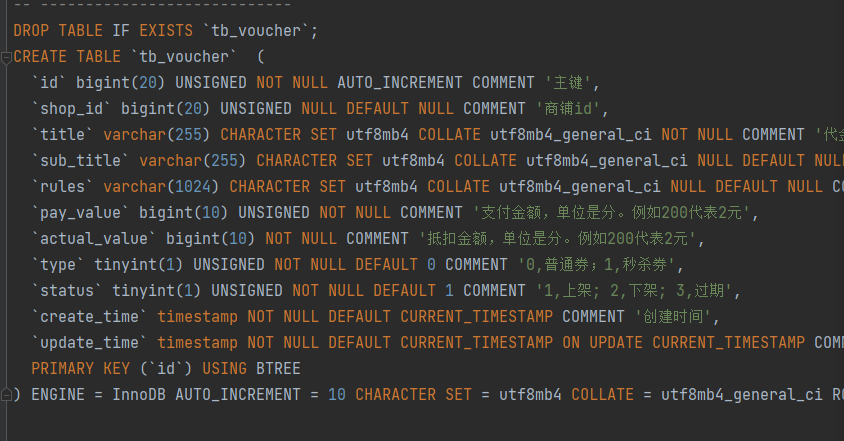 -- ----------------------------
DROP TABLE IF EXISTS `tb_voucher`;
CREATE TABLE `tb_voucher`  (
  `id` bigint(20) UNSIGNED NOT NULL AUTO_INCREMENT COMMENT '主键',
  `shop_id` bigint(20) UNSIGNED NULL DEFAULT NULL COMMENT '商铺id',
  `title` varchar(255) CHARACTER SET utf8mb4 COLLATE utf8mb4_general_ci NOT NULL COMMENT '代金
  `sub_title` varchar(255) CHARACTER SET utf8mb4 COLLATE utf8mb4_general_ci NULL DEFAULT NULL
  `rules` varchar(1024) CHARACTER SET utf8mb4 COLLATE utf8mb4_general_ci NULL DEFAULT NULL CO
  `pay_value` bigint(10) UNSIGNED NOT NULL COMMENT '支付金额，单位是分。例如200代表2元',
  `actual_value` bigint(10) NOT NULL COMMENT '抵扣金额，单位是分。例如200代表2元',
  `type` tinyint(1) UNSIGNED NOT NULL DEFAULT 0 COMMENT '0,普通券；1,秒杀券',
  `status` tinyint(1) UNSIGNED NOT NULL DEFAULT 1 COMMENT '1,上架; 2,下架; 3,过期',
  `create_time` timestamp NOT NULL DEFAULT CURRENT_TIMESTAMP COMMENT '创建时间',
  `update_time` timestamp NOT NULL DEFAULT CURRENT_TIMESTAMP ON UPDATE CURRENT_TIMESTAMP COMM
  PRIMARY KEY (`id`) USING BTREE
) ENGINE = InnoDB AUTO_INCREMENT = 10 CHARACTER SET = utf8mb4 COLLATE = utf8mb4_general_ci RO